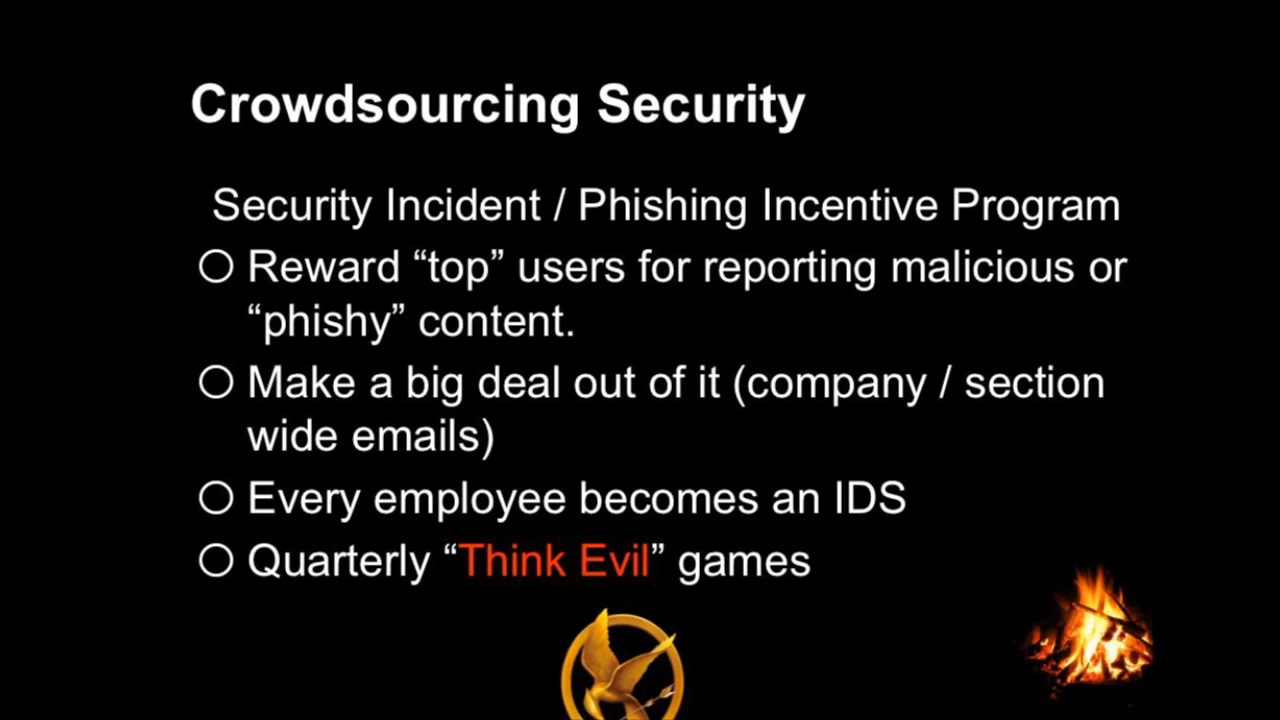 Crowdsourcing Security
Security Incident / Phishing Incentive Program
Reward “top” users for reporting malicious or
“phishy” content.
Make a big deal out of it (company / section
wide emails)
Every employee becomes an IDS
Quarterly “Think Evil” games